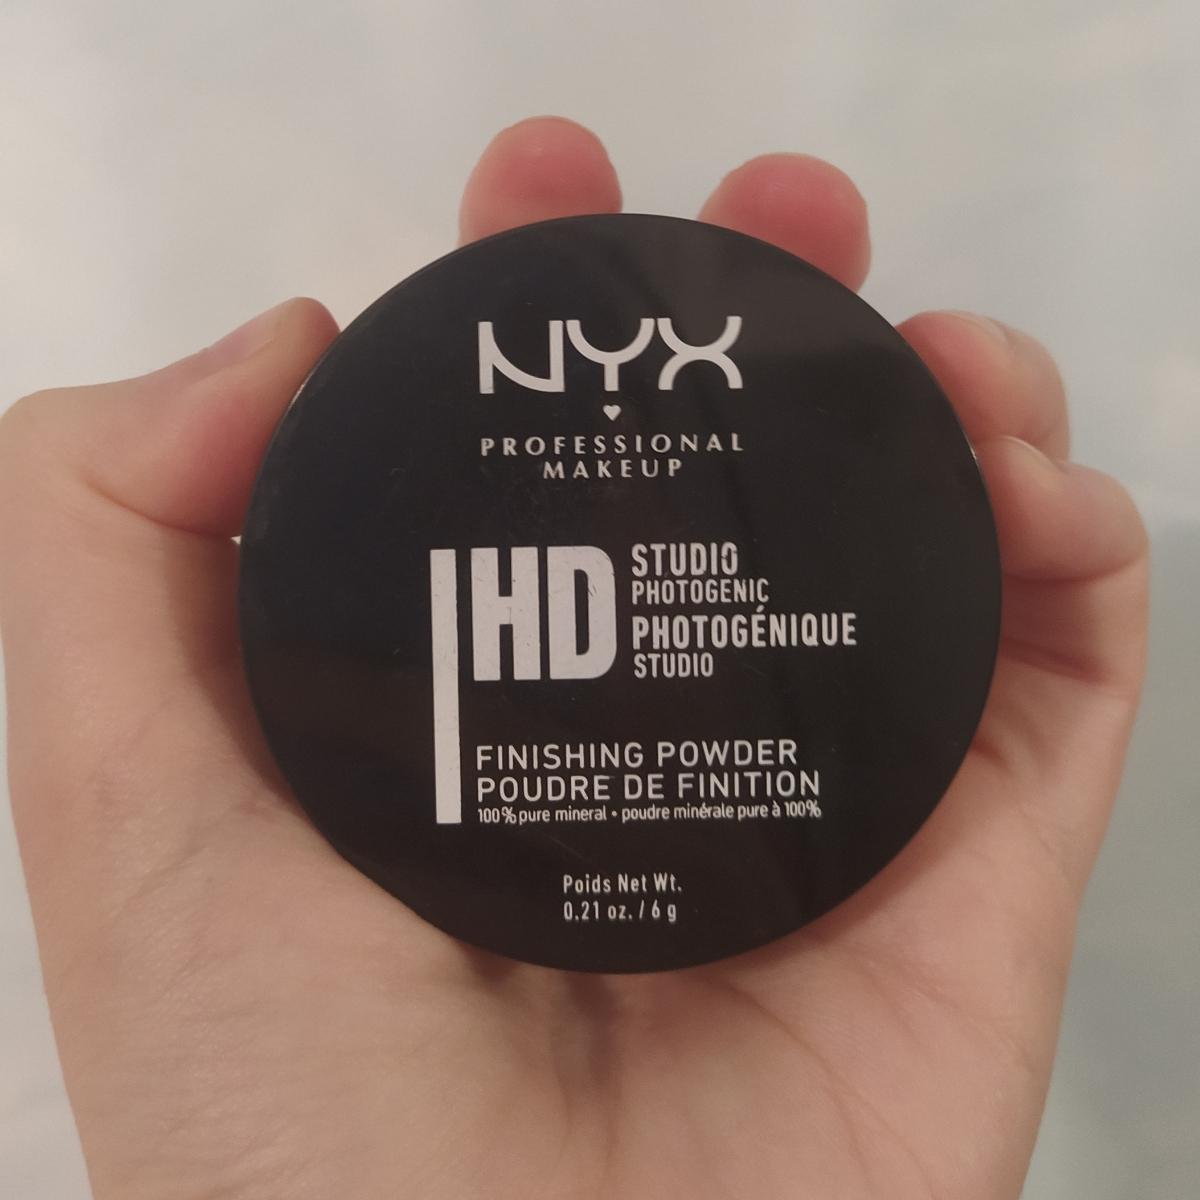 NYX
PROFESSIONAL
MAKEUP
HD
STUDIO
PHOTOGENIC
PHOTOGÉNIQUE
STUDIO
FINISHING POWDER
POUDRE DE FINITION
100% pure mineral • poudre minérale pure à 100%
Poids Net Wt.
0.21 oz. / 6 g